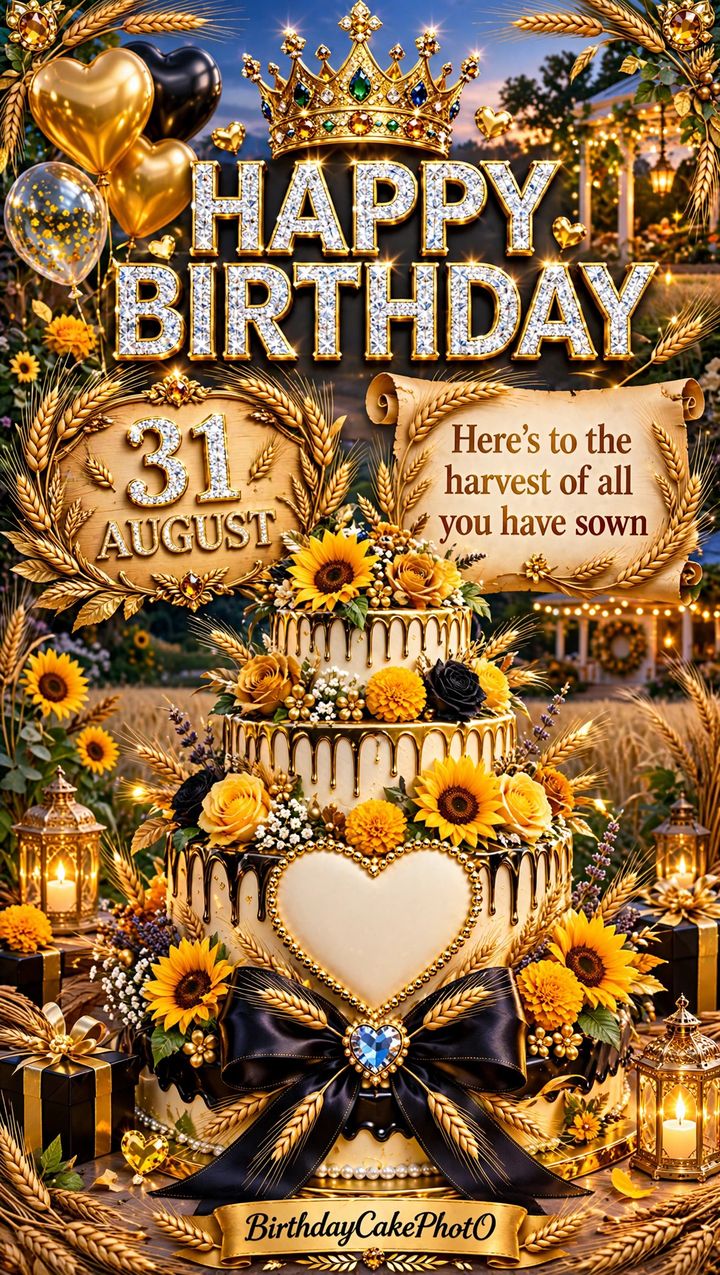 HAPPY
BIRTHDAY
31
AUGUST
Here's to the
harvest of all
you have sown
BirthdayCakePhotO